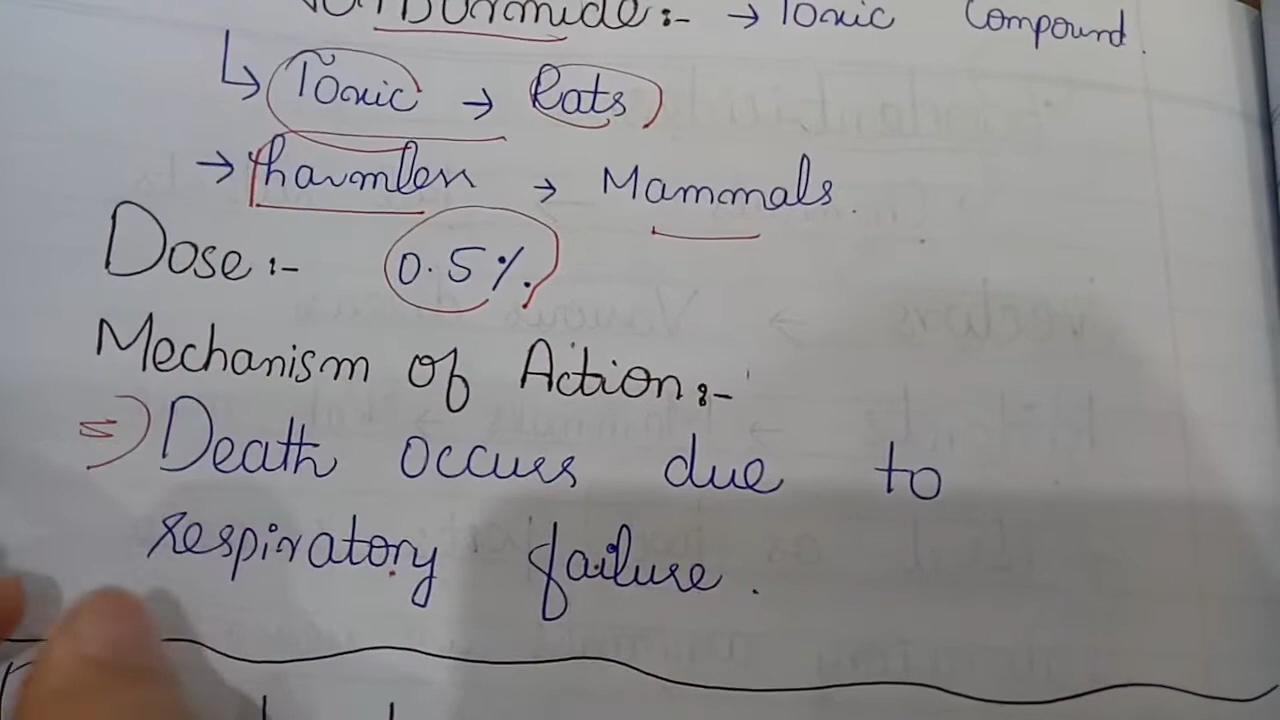 :- → Toxic Compound.
↳ Toxic → Rats
→ harmless → Mammals.
Dose :- 0.5%.
Mechanism of Action :-
⇒ Death occurs due to
respiratory failure.